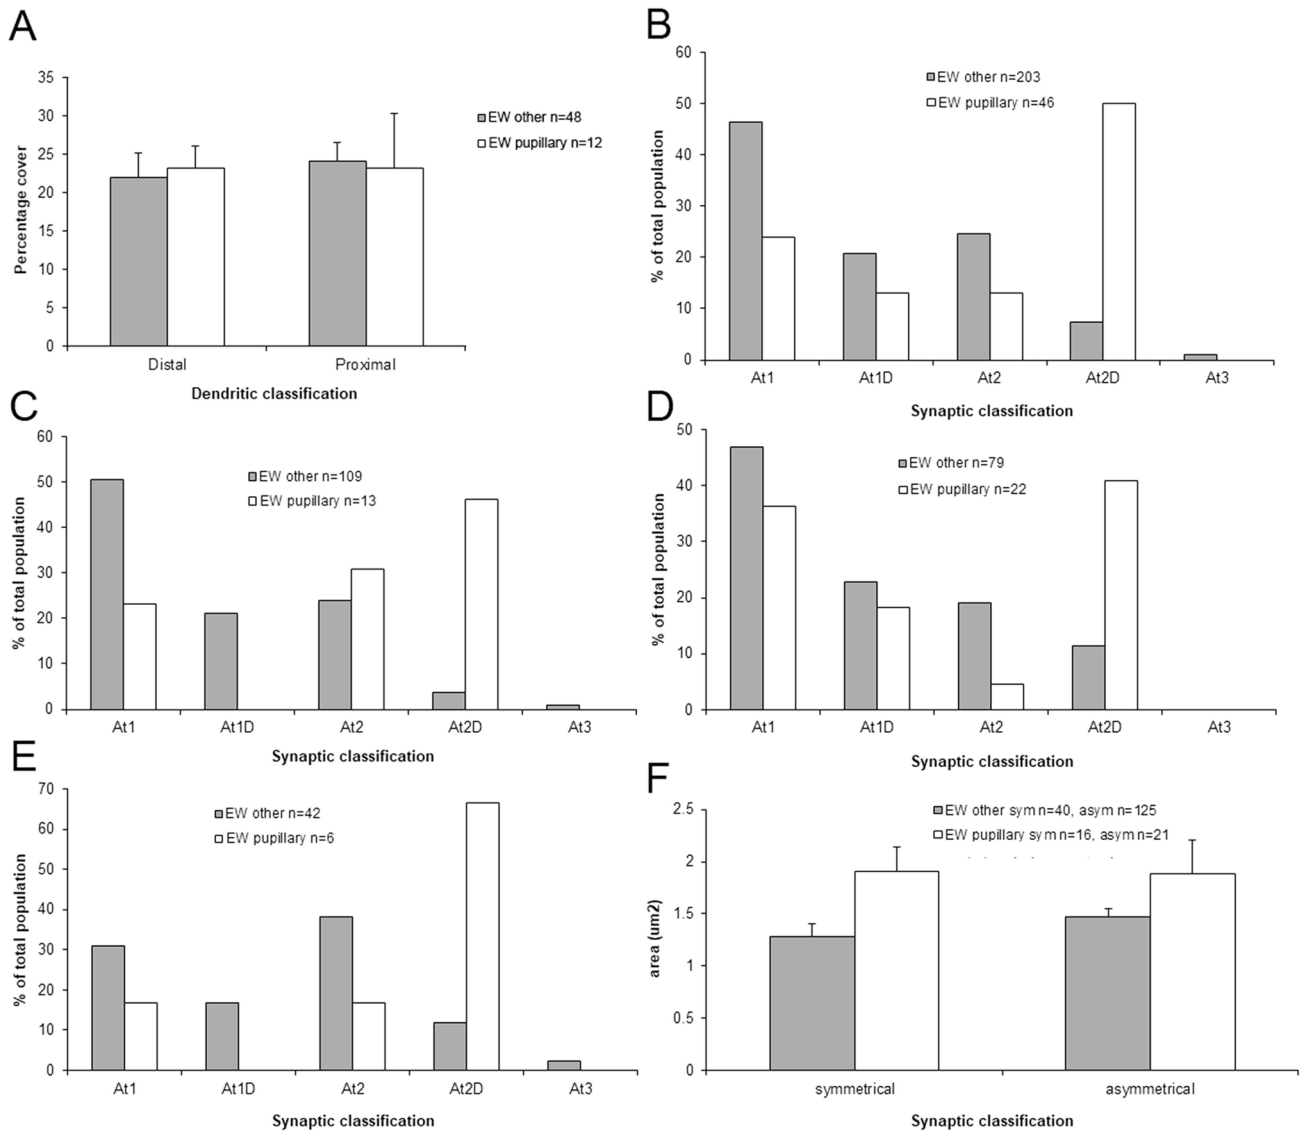 A
35
30
25
20
15
10
5
0
Percentage cover
EW other n=48
EW pupillary n=12
Distal Proximal
Dendritic classification
B
60
50
40
30
20
10
0
% of total population
EW other n=203
EW pupillary n=46
At1 At1D At2 At2D At3
Synaptic classification
C
60
50
40
30
20
10
0
% of total population
EW other n=109
EW pupillary n=13
At1 At1D At2 At2D At3
Synaptic classification
D
50
40
30
20
10
0
% of total population
EW other n=79
EW pupillary n=22
At1 At1D At2 At2D At3
Synaptic classification
E
70
60
50
40
30
20
10
0
% of total population
EW other n=42
EW pupillary n=6
At1 At1D At2 At2D At3
Synaptic classification
F
2.5
2
1.5
1
0.5
0
area (um2)
EW other sym n=40, asym n=125
EW pupillary sym n=16, asym n=21
symmetrical asymmetrical
Synaptic classification